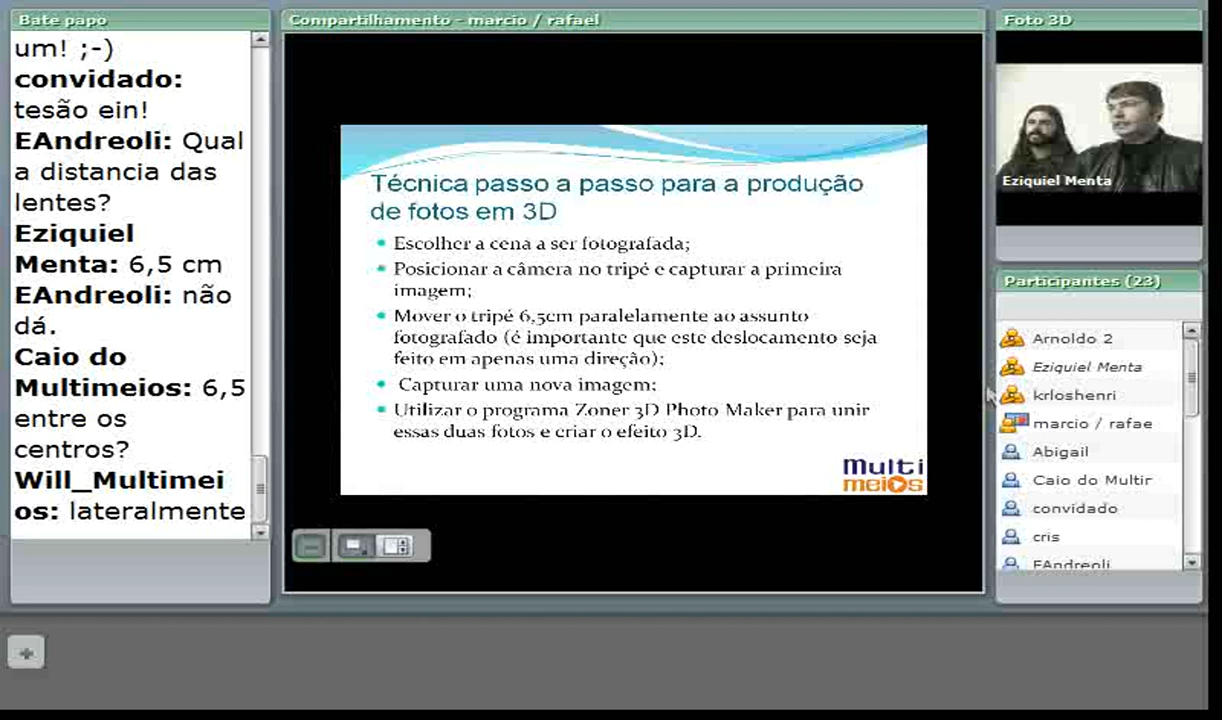 Bate papo
um! ;-)
convidado:
tesão ein!
EAndreoli: Qual
a distancia das
lentes?
Eziquiel
Menta: 6,5 cm
EAndreoli: não
dá.
Caio do
Multimeios: 6,5
entre os
centros?
Will_Multimei
os: lateralmente
Compartilhamento - marcio / rafael
Técnica passo a passo para a produção
de fotos em 3D
• Escolher a cena a ser fotografada;
• Posicionar a câmera no tripé e capturar a primeira
imagem;
• Mover o tripé 6,5cm paralelamente ao assunto
fotografado (é importante que este deslocamento seja
feito em apenas uma direção);
• Capturar uma nova imagem;
• Utilizar o programa Zoner 3D Photo Maker para unir
essas duas fotos e criar o efeito 3D.
Multi
meios
Foto 3D
Eziquiel Menta
Participantes (23)
Arnoldo 2
Eziquiel Menta
krloshenri
marcio / rafae
Abigail
Caio do Multir
convidado
cris
EAndreoli